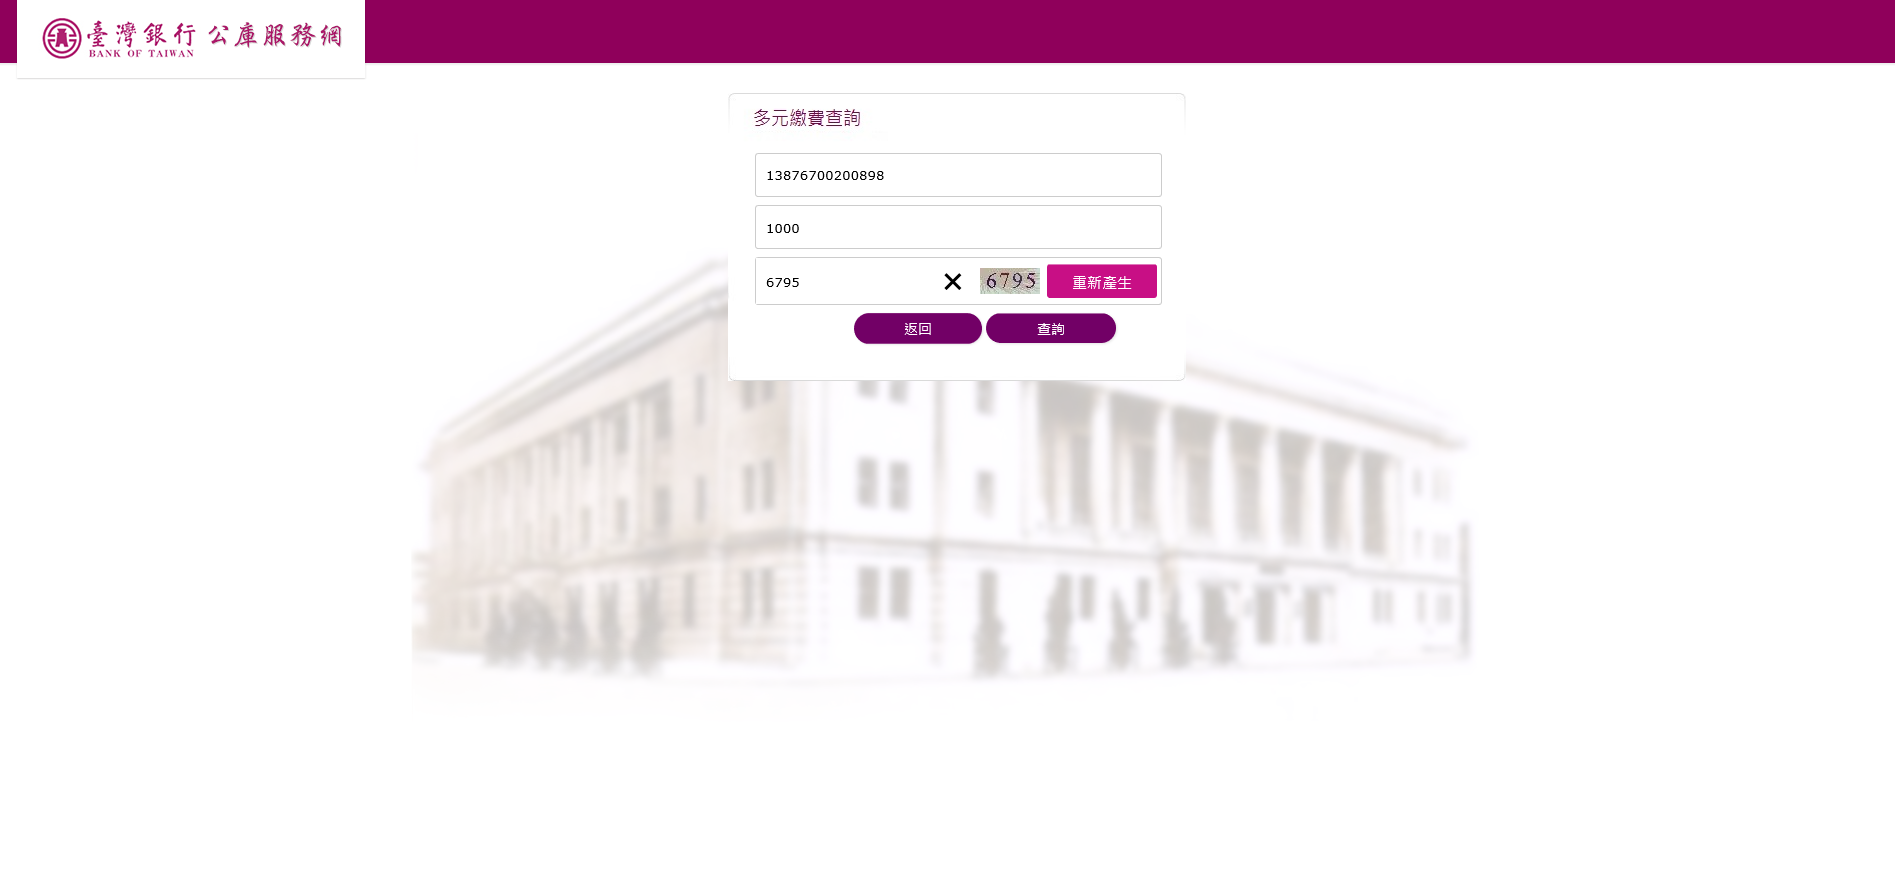 臺灣銀行 公庫服務網
BANK OF TAIWAN
多元繳費查詢
13876700200898
1000
6795 6795 重新產生
返回 查詢